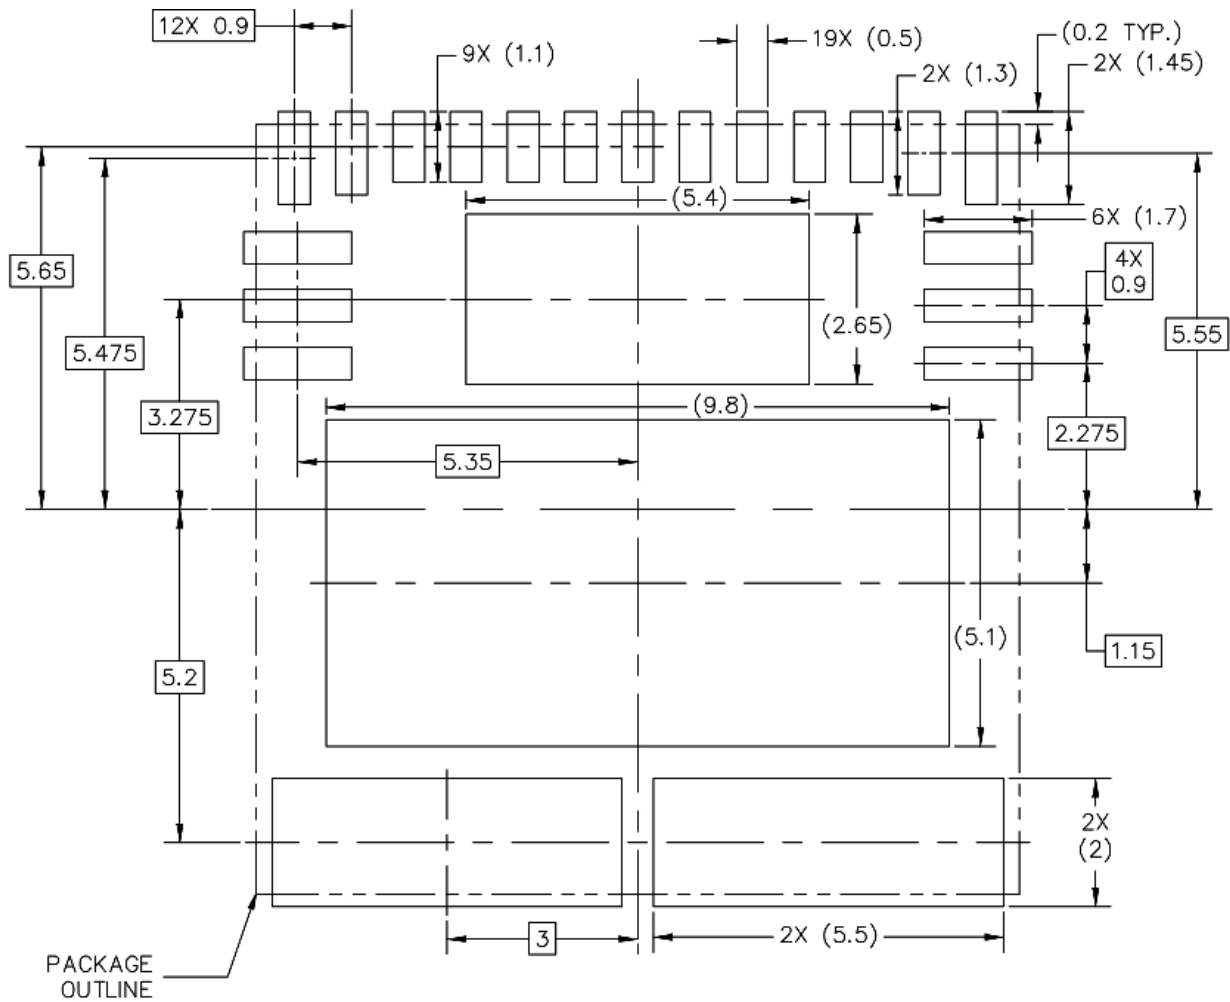 12X 0.9
9X (1.1)
19X (0.5)
(0.2 TYP.)
2X (1.3)
2X (1.45)
(5.4)
6X (1.7)
5.65
4X
0.9
(2.65)
5.55
5.475
3.275
(9.8)
2.275
5.35
(5.1)
1.15
5.2
2X
(2)
3
2X (5.5)
PACKAGE
OUTLINE